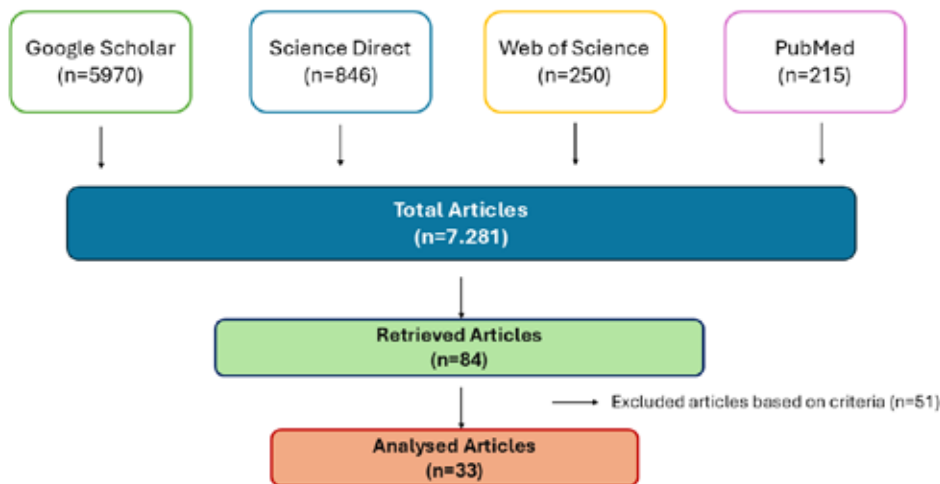 Google Scholar
(n=5970)
Science Direct
(n=846)
Web of Science
(n=250)
PubMed
(n=215)
Total Articles
(n=7.281)
Retrieved Articles
(n=84)
Excluded articles based on criteria (n=51)
Analysed Articles
(n=33)